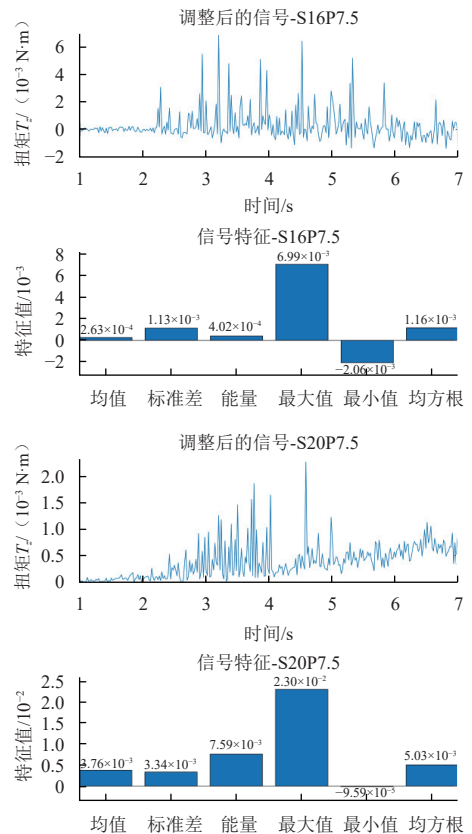 调整后的信号-S16P7.5
扭矩Tz/（10⁻³ N·m）
6
4
2
0
−2
1 2 3 4 5 6 7
时间/s
信号特征-S16P7.5
特征值/10⁻³
8
6
4
2
0
−2
2.63×10⁻⁴
1.13×10⁻³
4.02×10⁻⁴
6.99×10⁻³
−2.06×10⁻³
1.16×10⁻³
均值 标准差 能量 最大值 最小值 均方根
调整后的信号-S20P7.5
扭矩Tz/（10⁻³ N·m）
2.0
1.5
1.0
0.5
0
1 2 3 4 5 6 7
时间/s
信号特征-S20P7.5
特征值/10⁻²
2.5
2.0
1.5
1.0
0.5
0
3.76×10⁻³
3.34×10⁻³
7.59×10⁻³
2.30×10⁻²
−9.59×10⁻⁵
5.03×10⁻³
均值 标准差 能量 最大值 最小值 均方根